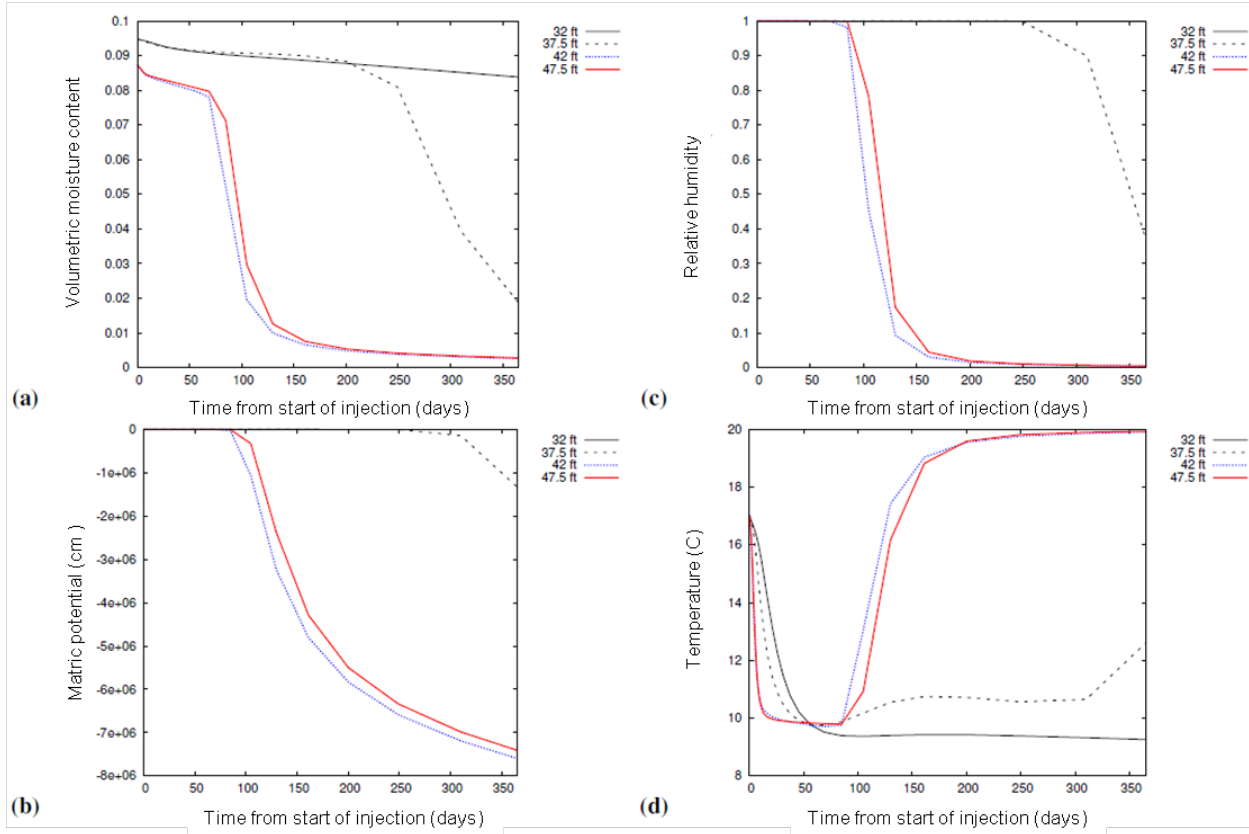 0.1
0.09
0.08
0.07
0.06
0.05
0.04
0.03
0.02
0.01
0
0 50 100 150 200 250 300 350
32 ft
37.5 ft
42 ft
47.5 ft
Volumetric moisture content
Time from start of injection (days)
(a)
1
0.9
0.8
0.7
0.6
0.5
0.4
0.3
0.2
0.1
0
0 50 100 150 200 250 300 350
32 ft
37.5 ft
42 ft
47.5 ft
Relative humidity
Time from start of injection (days)
(c)
0
-1e+06
-2e+06
-3e+06
-4e+06
-5e+06
-6e+06
-7e+06
-8e+06
0 50 100 150 200 250 300 350
32 ft
37.5 ft
42 ft
47.5 ft
Matric potential (cm )
Time from start of injection (days)
(b)
20
18
16
14
12
10
8
0 50 100 150 200 250 300 350
32 ft
37.5 ft
42 ft
47.5 ft
Temperature (C)
Time from start of injection (days)
(d)